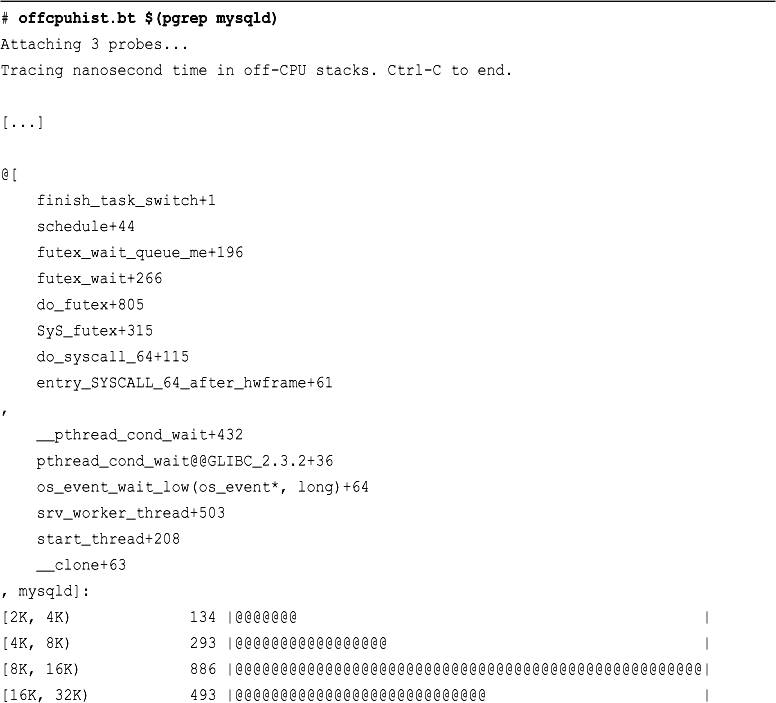 # offcpuhist.bt $(pgrep mysqld)
Attaching 3 probes...
Tracing nanosecond time in off-CPU stacks. Ctrl-C to end.
[...]
@[
    finish_task_switch+1
    schedule+44
    futex_wait_queue_me+196
    futex_wait+266
    do_futex+805
    SyS_futex+315
    do_syscall_64+115
    entry_SYSCALL_64_after_hwframe+61
,
    __pthread_cond_wait+432
    pthread_cond_wait@@GLIBC_2.3.2+36
    os_event_wait_low(os_event*, long)+64
    srv_worker_thread+503
    start_thread+208
    __clone+63
, mysqld]:
[2K, 4K)             134 |@@@@@@@                                             |
[4K, 8K)             293 |@@@@@@@@@@@@@@@@@                                   |
[8K, 16K)            886 |@@@@@@@@@@@@@@@@@@@@@@@@@@@@@@@@@@@@@@@@@@@@@@@@@@@@|
[16K, 32K)           493 |@@@@@@@@@@@@@@@@@@@@@@@@@@@@                        |